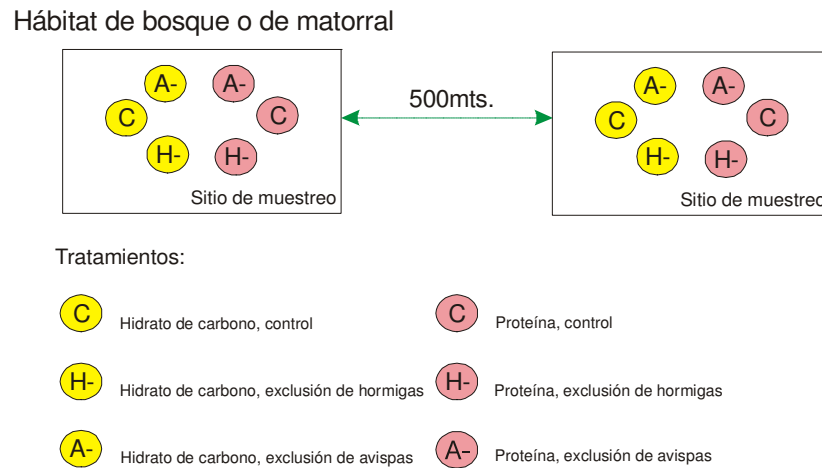 Hábitat de bosque o de matorral
A- A-
C C
H- H-
Sitio de muestreo
500mts.
A- A-
C C
H- H-
Sitio de muestreo
Tratamientos:
C Hidrato de carbono, control
C Proteína, control
H- Hidrato de carbono, exclusión de hormigas
H- Proteína, exclusión de hormigas
A- Hidrato de carbono, exclusión de avispas
A- Proteína, exclusión de avispas